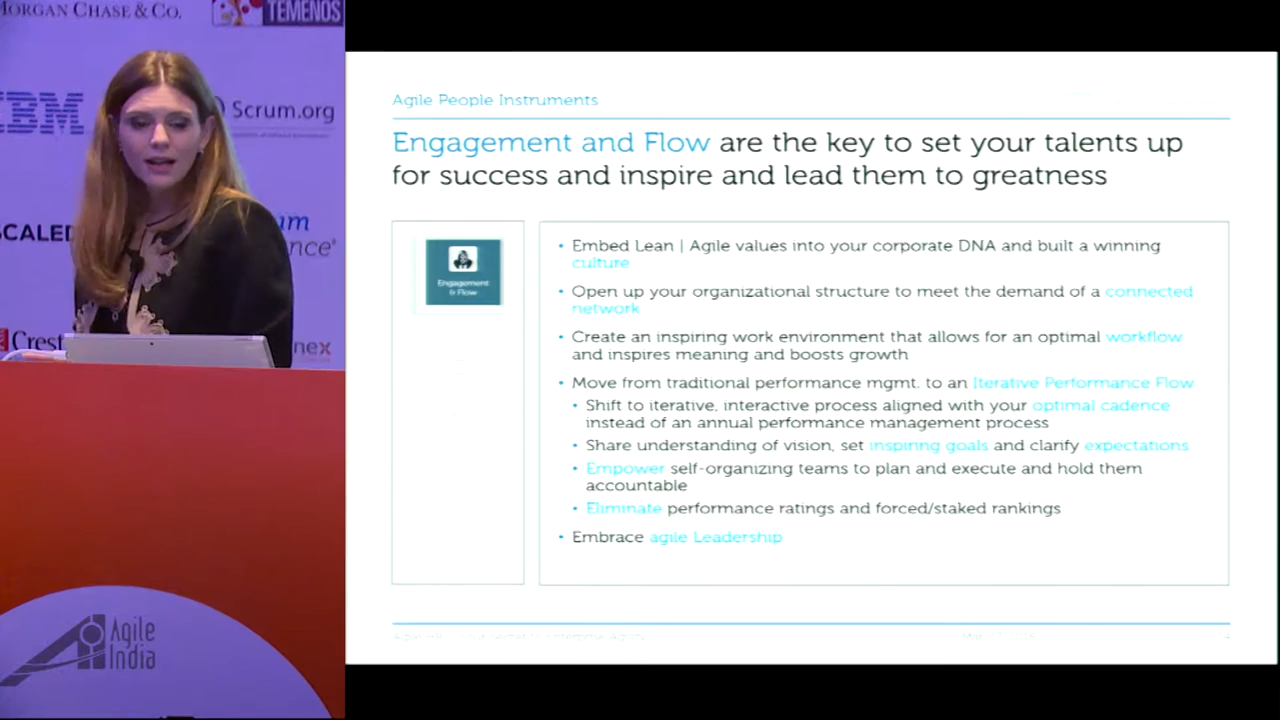 MORGAN CHASE & CO.
TEMENOS
IBM
Scrum.org
SCALED
Crest
nex
Agile
India
Agile People Instruments
Engagement and Flow are the key to set your talents up
for success and inspire and lead them to greatness
Engagement
& Flow
• Embed Lean | Agile values into your corporate DNA and built a winning
culture
• Open up your organizational structure to meet the demand of a connected
network
• Create an inspiring work environment that allows for an optimal workflow
and inspires meaning and boosts growth
• Move from traditional performance mgmt. to an Iterative Performance Flow
• Shift to iterative, interactive process aligned with your optimal cadence
instead of an annual performance management process
• Share understanding of vision, set inspiring goals and clarify expectations
• Empower self-organizing teams to plan and execute and hold them
accountable
• Eliminate performance ratings and forced/staked rankings
• Embrace agile Leadership